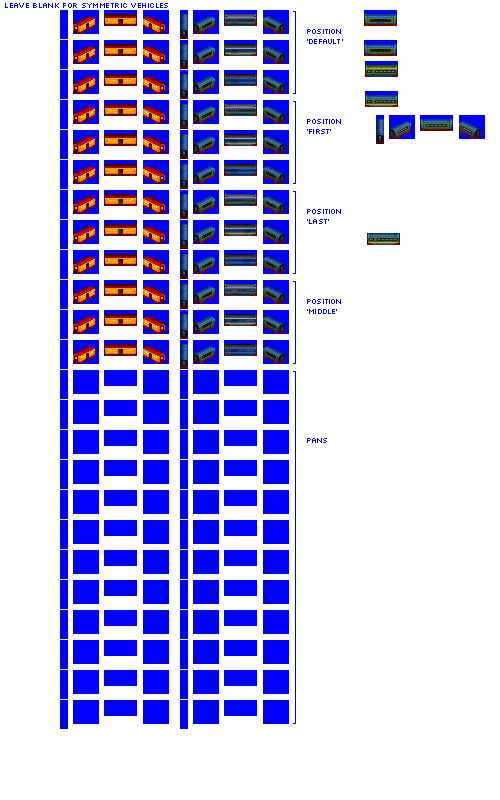 LEAVE BLANK FOR SYMMETRIC VEHICLES
POSITION
'DEFAULT'
POSITION
'FIRST'
POSITION
'LAST'
POSITION
'MIDDLE'
PANS